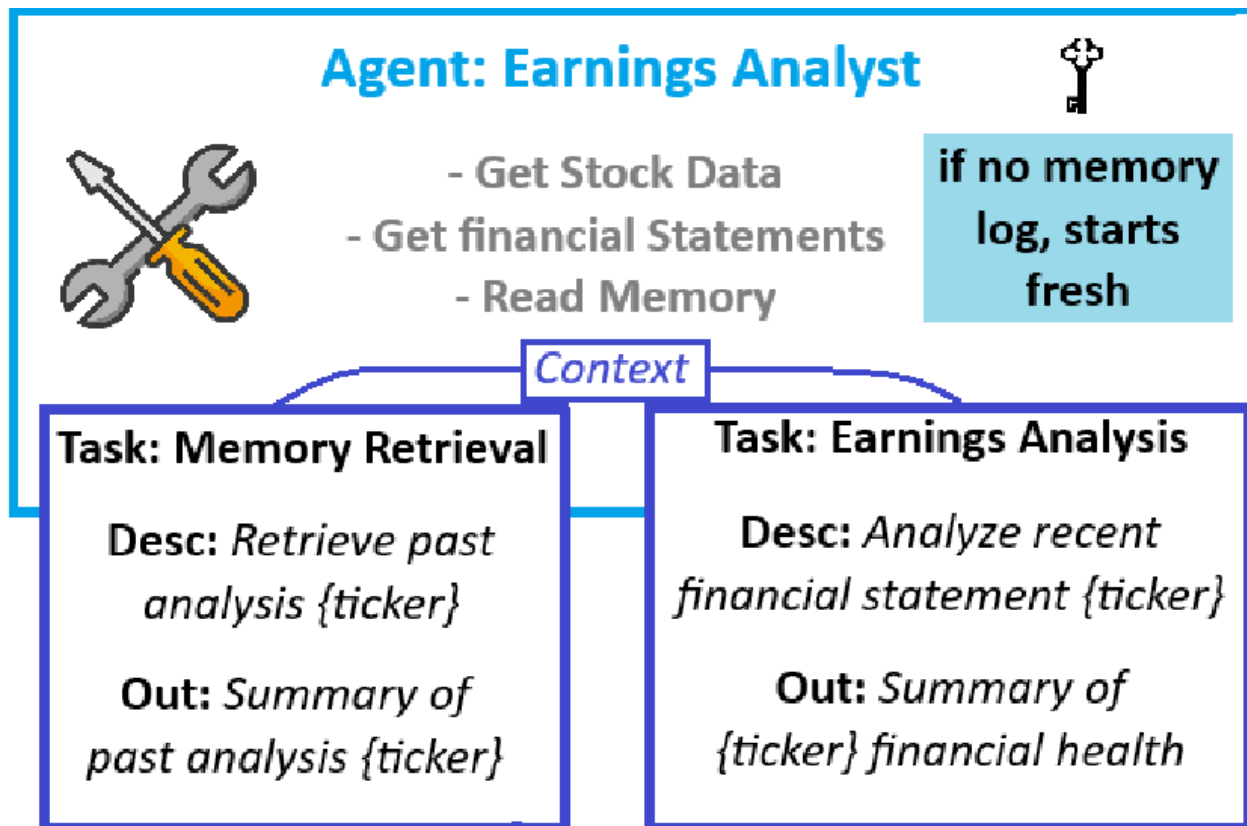 Agent: Earnings Analyst
- Get Stock Data
- Get financial Statements
- Read Memory
if no memory
log, starts
fresh
Context
Task: Memory Retrieval
Desc: Retrieve past
analysis {ticker}
Out: Summary of
past analysis {ticker}
Task: Earnings Analysis
Desc: Analyze recent
financial statement {ticker}
Out: Summary of
{ticker} financial health